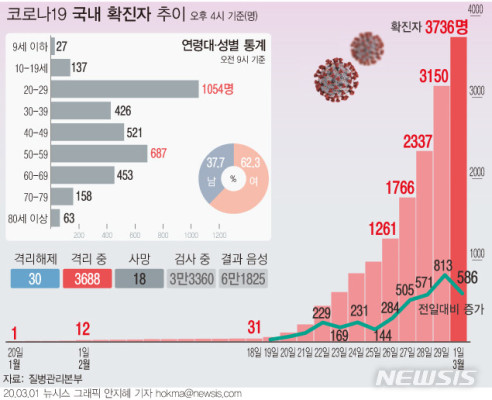 코로나19 국내 확진자 추이 오후 4시 기준(명)
연령대·성별 통계
오전 9시 기준
9세 이하 27
10-19세 137
20-29 1054명
30-39 426
40-49 521
50-59 687
60-69 453
70-79 158
80세 이상 63
200 400 600 800 1000 1200
37.7 62.3
남 % 여
격리해제 격리 중 사망 검사 중 결과 음성
30 3688 18 3만3360 6만1825
확진자 3736명
3150
2337
1766
1261
31
12
1
4000
3000
2000
1000
0
229
169
231
144
284
505
571
813
586
전일대비 증가
20일 1일 18일 19일 20일 21일 22일 23일 24일 25일 26일 27일 28일 29일 1일
1월 2월 3월
자료: 질병관리본부
20.03.01 뉴시스 그래픽 안지혜 기자 hokma@newsis.com
NEWSIS